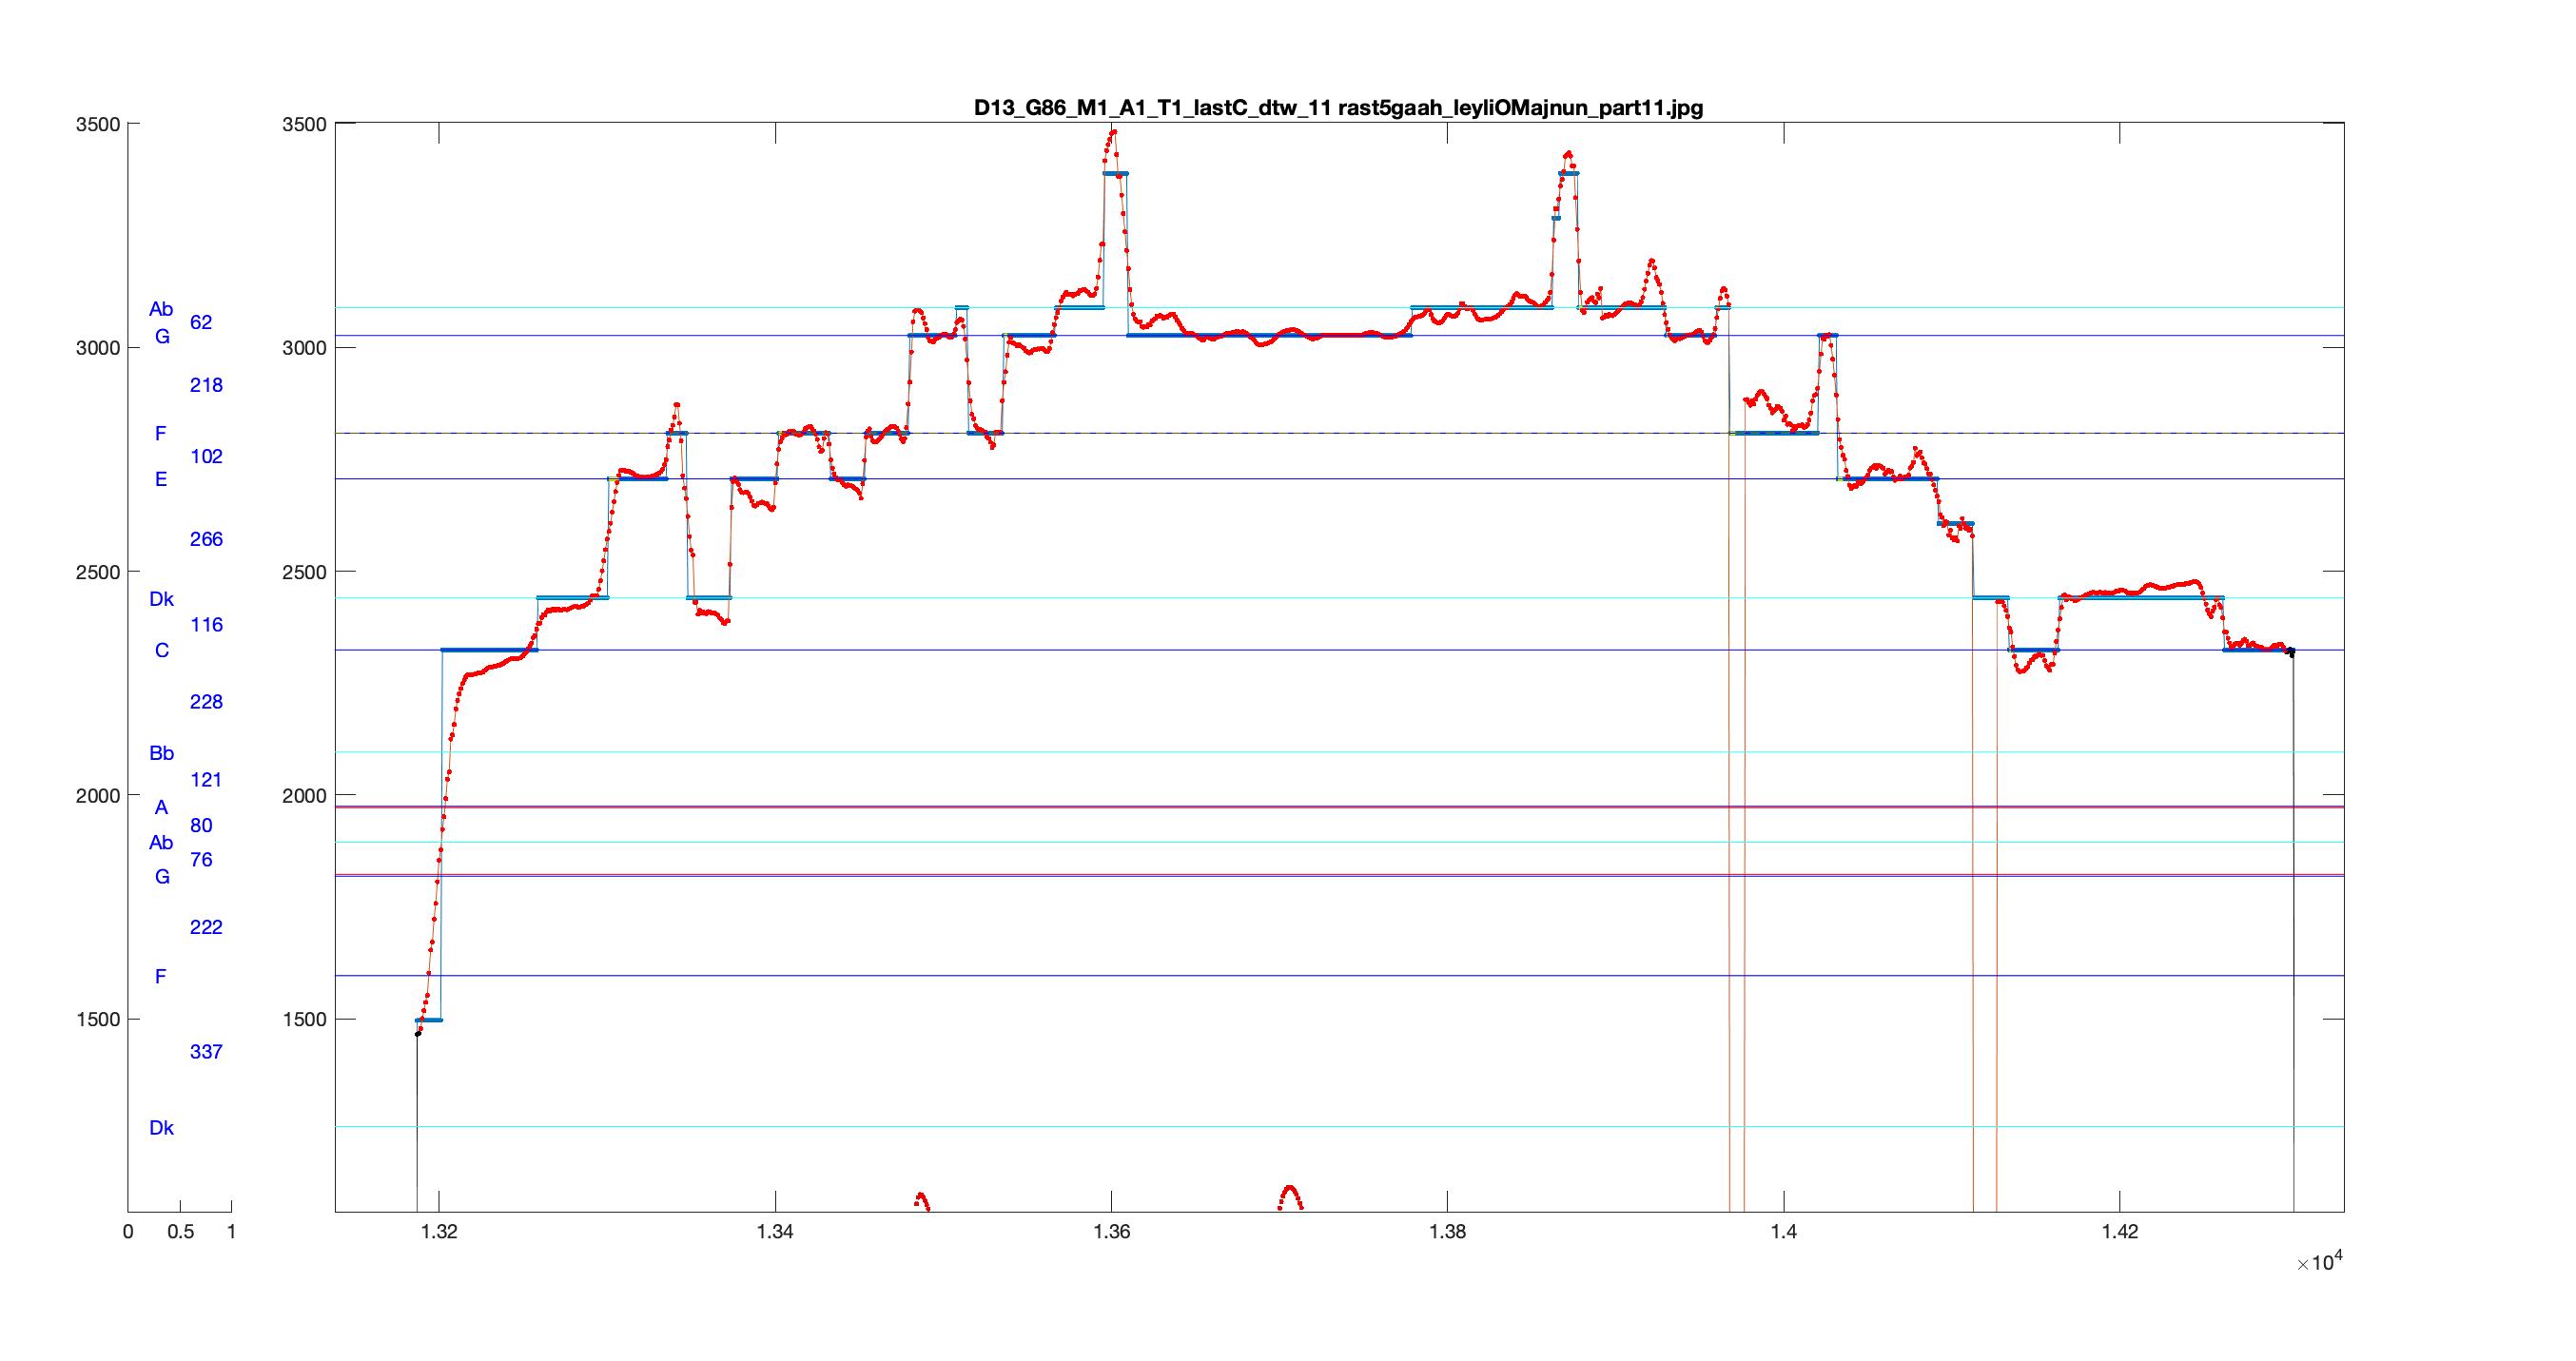 D13_G86_M1_A1_T1_lastC_dtw_11 rast5gaah_leyliOMajnun_part11.jpg
3500
3500
Ab
62
G
3000
3000
218
F
102
E
266
2500
2500
Dk
116
C
228
Bb
121
2000
2000
A
80
Ab
76
G
222
F
1500
1500
337
Dk
0 0.5 1
1.32 1.34 1.36 1.38 1.4 1.42
×10^4